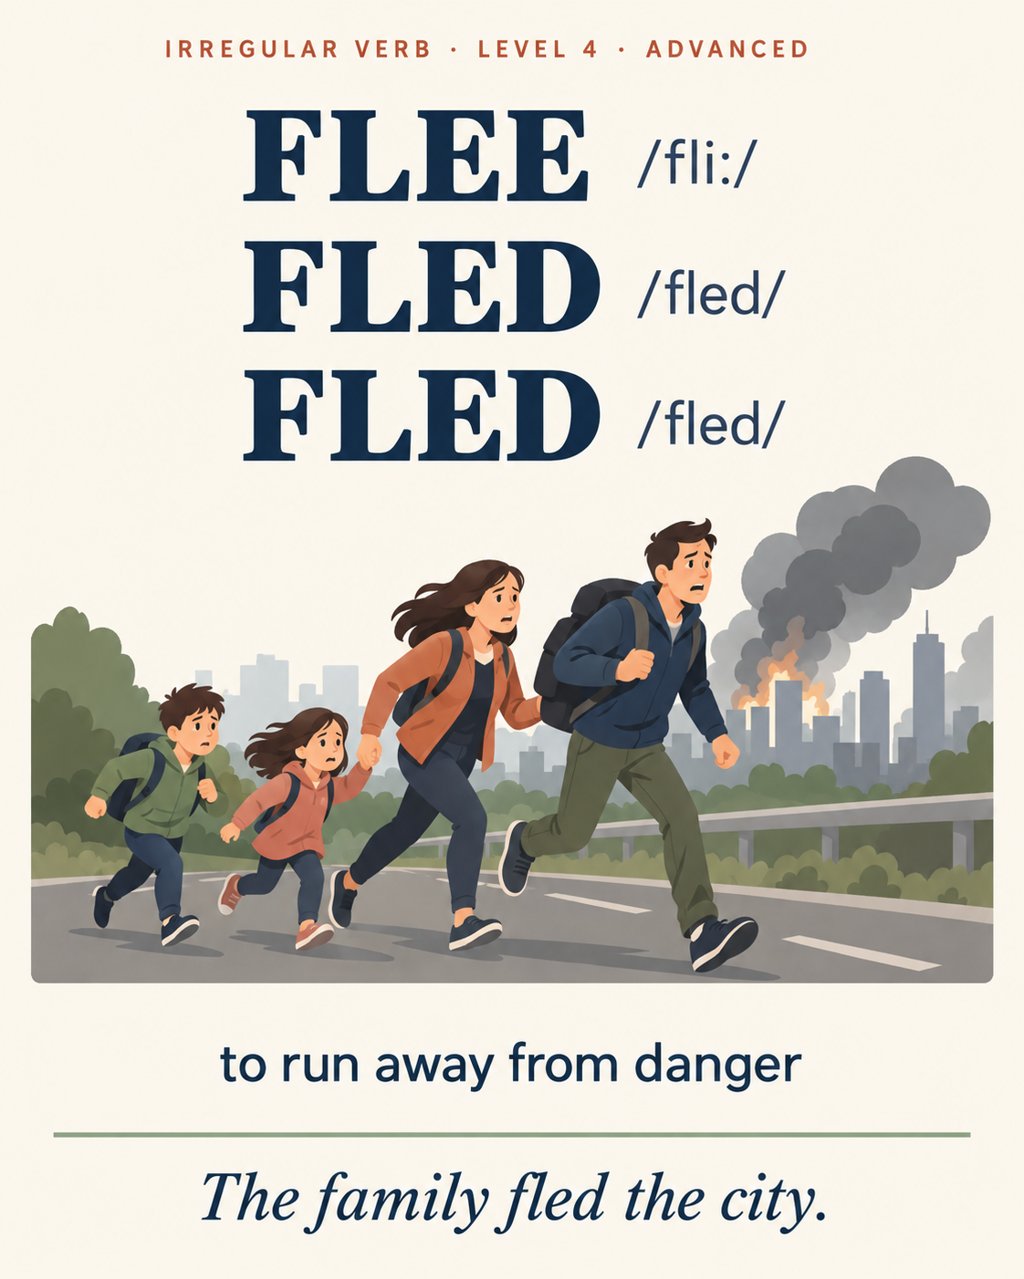 IRREGULAR VERB · LEVEL 4 · ADVANCED
FLEE /fli:/
FLED /fled/
FLED /fled/
to run away from danger
The family fled the city.